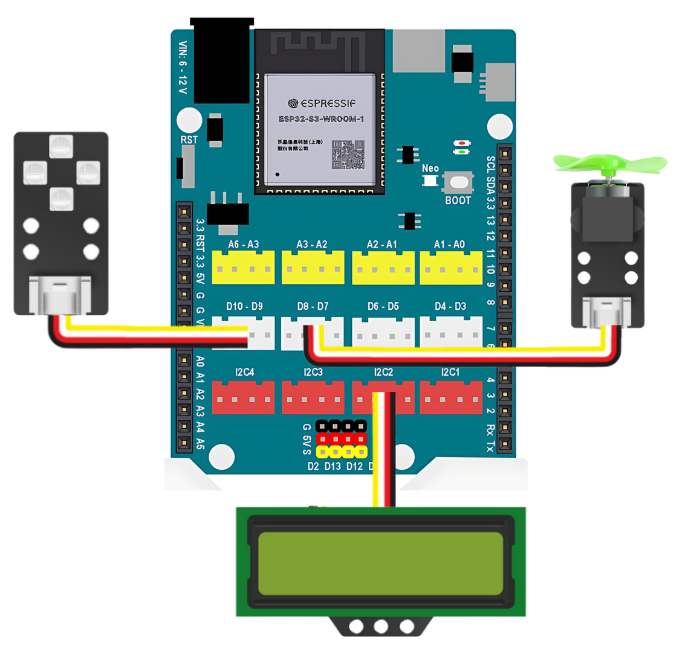 VIN: 6 - 12 V
ESPRESSIF
ESP32-S3-WROOM-1
乐鑫信息科技(上海)
股份有限公司
RST
Neo
BOOT
SCL
SDA
3.3
13
12
11
10
9
8
7
6
4
3
2
Rx
Tx
3.3
RST
3.3
5V
G
G
V
A0
A1
A2
A3
A4
A5
A6 - A3
A3 - A2
A2 - A1
A1 - A0
D10 - D9
D8 - D7
D6 - D5
D4 - D3
I2C4
I2C3
I2C2
I2C1
G
5V
S
D2 D13 D12 D